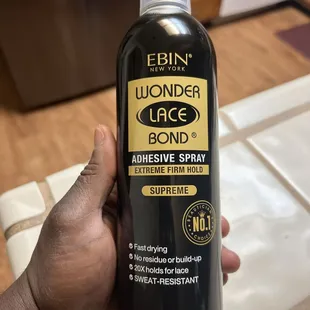 EBIN®
NEW YORK
WONDER
LACE
BOND®
ADHESIVE SPRAY
EXTREME FIRM HOLD
SUPREME
No.1
CHOICE
Fast drying
No residue or build-up
20X holds for lace
SWEAT-RESISTANT